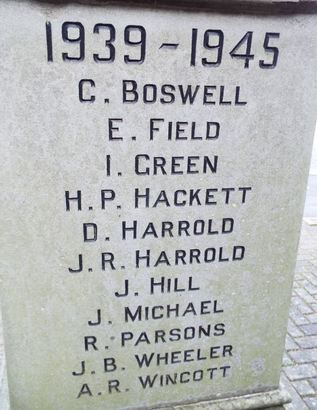 1939 - 1945
C. BOSWELL
E. FIELD
I. GREEN
H.P. HACKETT
D. HARROLD
J.R. HARROLD
J. HILL
J. MICHAEL
R. PARSONS
J.B. WHEELER
A.R. WINCOTT